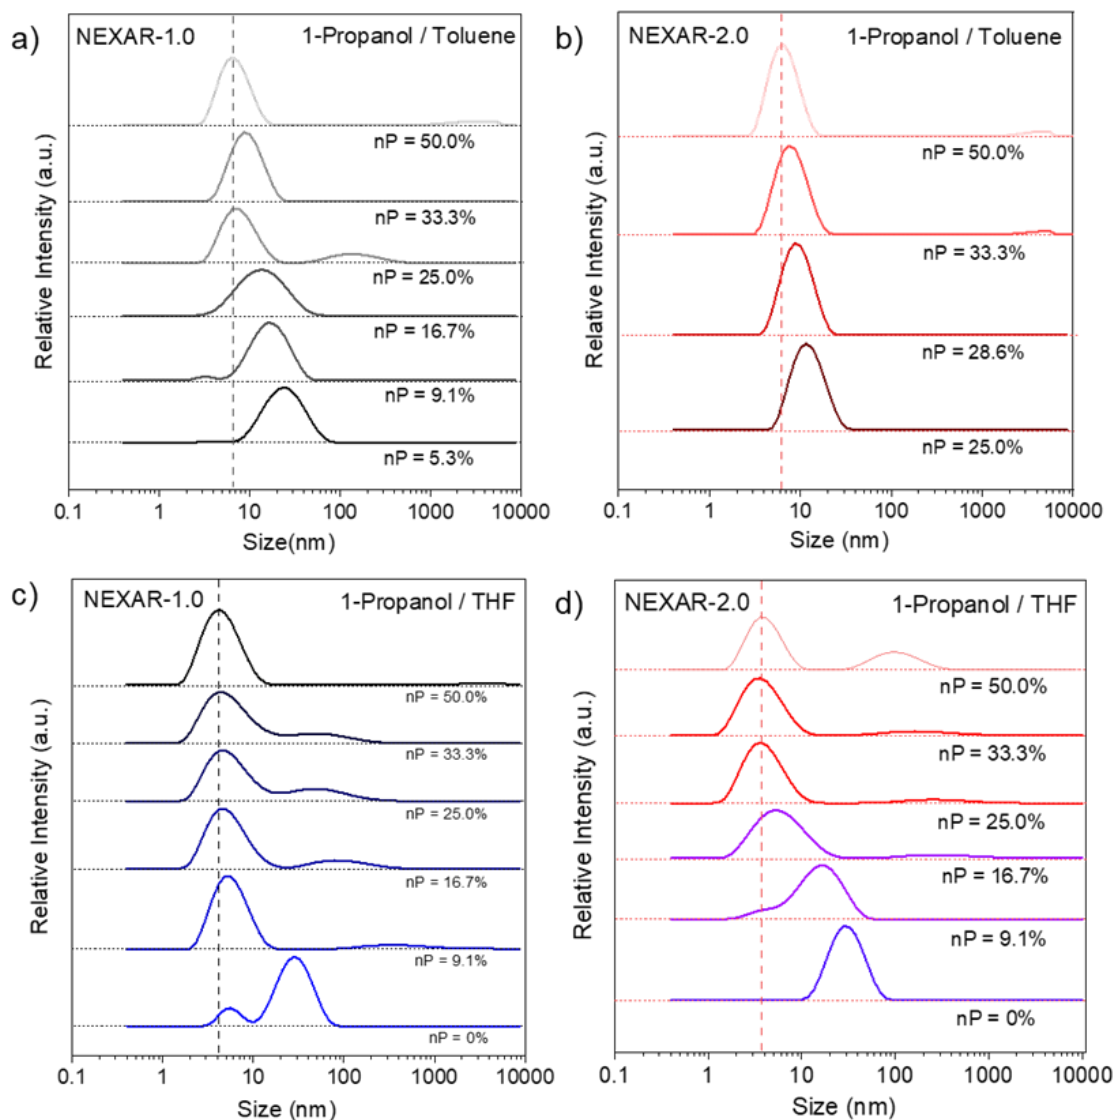 a)
NEXAR-1.0
1-Propanol / Toluene
Relative Intensity (a.u.)
nP = 50.0%
nP = 33.3%
nP = 25.0%
nP = 16.7%
nP = 9.1%
nP = 5.3%
0.1 1 10 100 1000 10000
Size(nm)
b)
NEXAR-2.0
1-Propanol / Toluene
Relative Intensity (a.u.)
nP = 50.0%
nP = 33.3%
nP = 28.6%
nP = 25.0%
0.1 1 10 100 1000 10000
Size (nm)
c)
NEXAR-1.0
1-Propanol / THF
Relative Intensity (a.u.)
nP = 50.0%
nP = 33.3%
nP = 25.0%
nP = 16.7%
nP = 9.1%
nP = 0%
0.1 1 10 100 1000 10000
Size (nm)
d)
NEXAR-2.0
1-Propanol / THF
Relative Intensity (a.u.)
nP = 50.0%
nP = 33.3%
nP = 25.0%
nP = 16.7%
nP = 9.1%
nP = 0%
0.1 1 10 100 1000 10000
Size (nm)